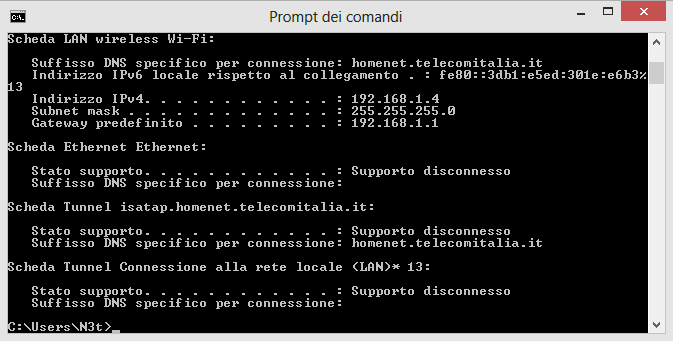 Prompt dei comandi
Scheda LAN wireless Wi-Fi:
Suffisso DNS specifico per connessione: homenet.telecomitalia.it
Indirizzo IPv6 locale rispetto al collegamento . : fe80::3db1:e5ed:301e:e6b3%
13
Indirizzo IPv4. . . . . . . . . . . . : 192.168.1.4
Subnet mask . . . . . . . . . . . . . : 255.255.255.0
Gateway predefinito . . . . . . . . . : 192.168.1.1
Scheda Ethernet Ethernet:
Stato supporto. . . . . . . . . . . . : Supporto disconnesso
Suffisso DNS specifico per connessione:
Scheda Tunnel isatap.homenet.telecomitalia.it:
Stato supporto. . . . . . . . . . . . : Supporto disconnesso
Suffisso DNS specifico per connessione: homenet.telecomitalia.it
Scheda Tunnel Connessione alla rete locale (LAN)* 13:
Stato supporto. . . . . . . . . . . . : Supporto disconnesso
Suffisso DNS specifico per connessione:
C:\Users\N3t>_